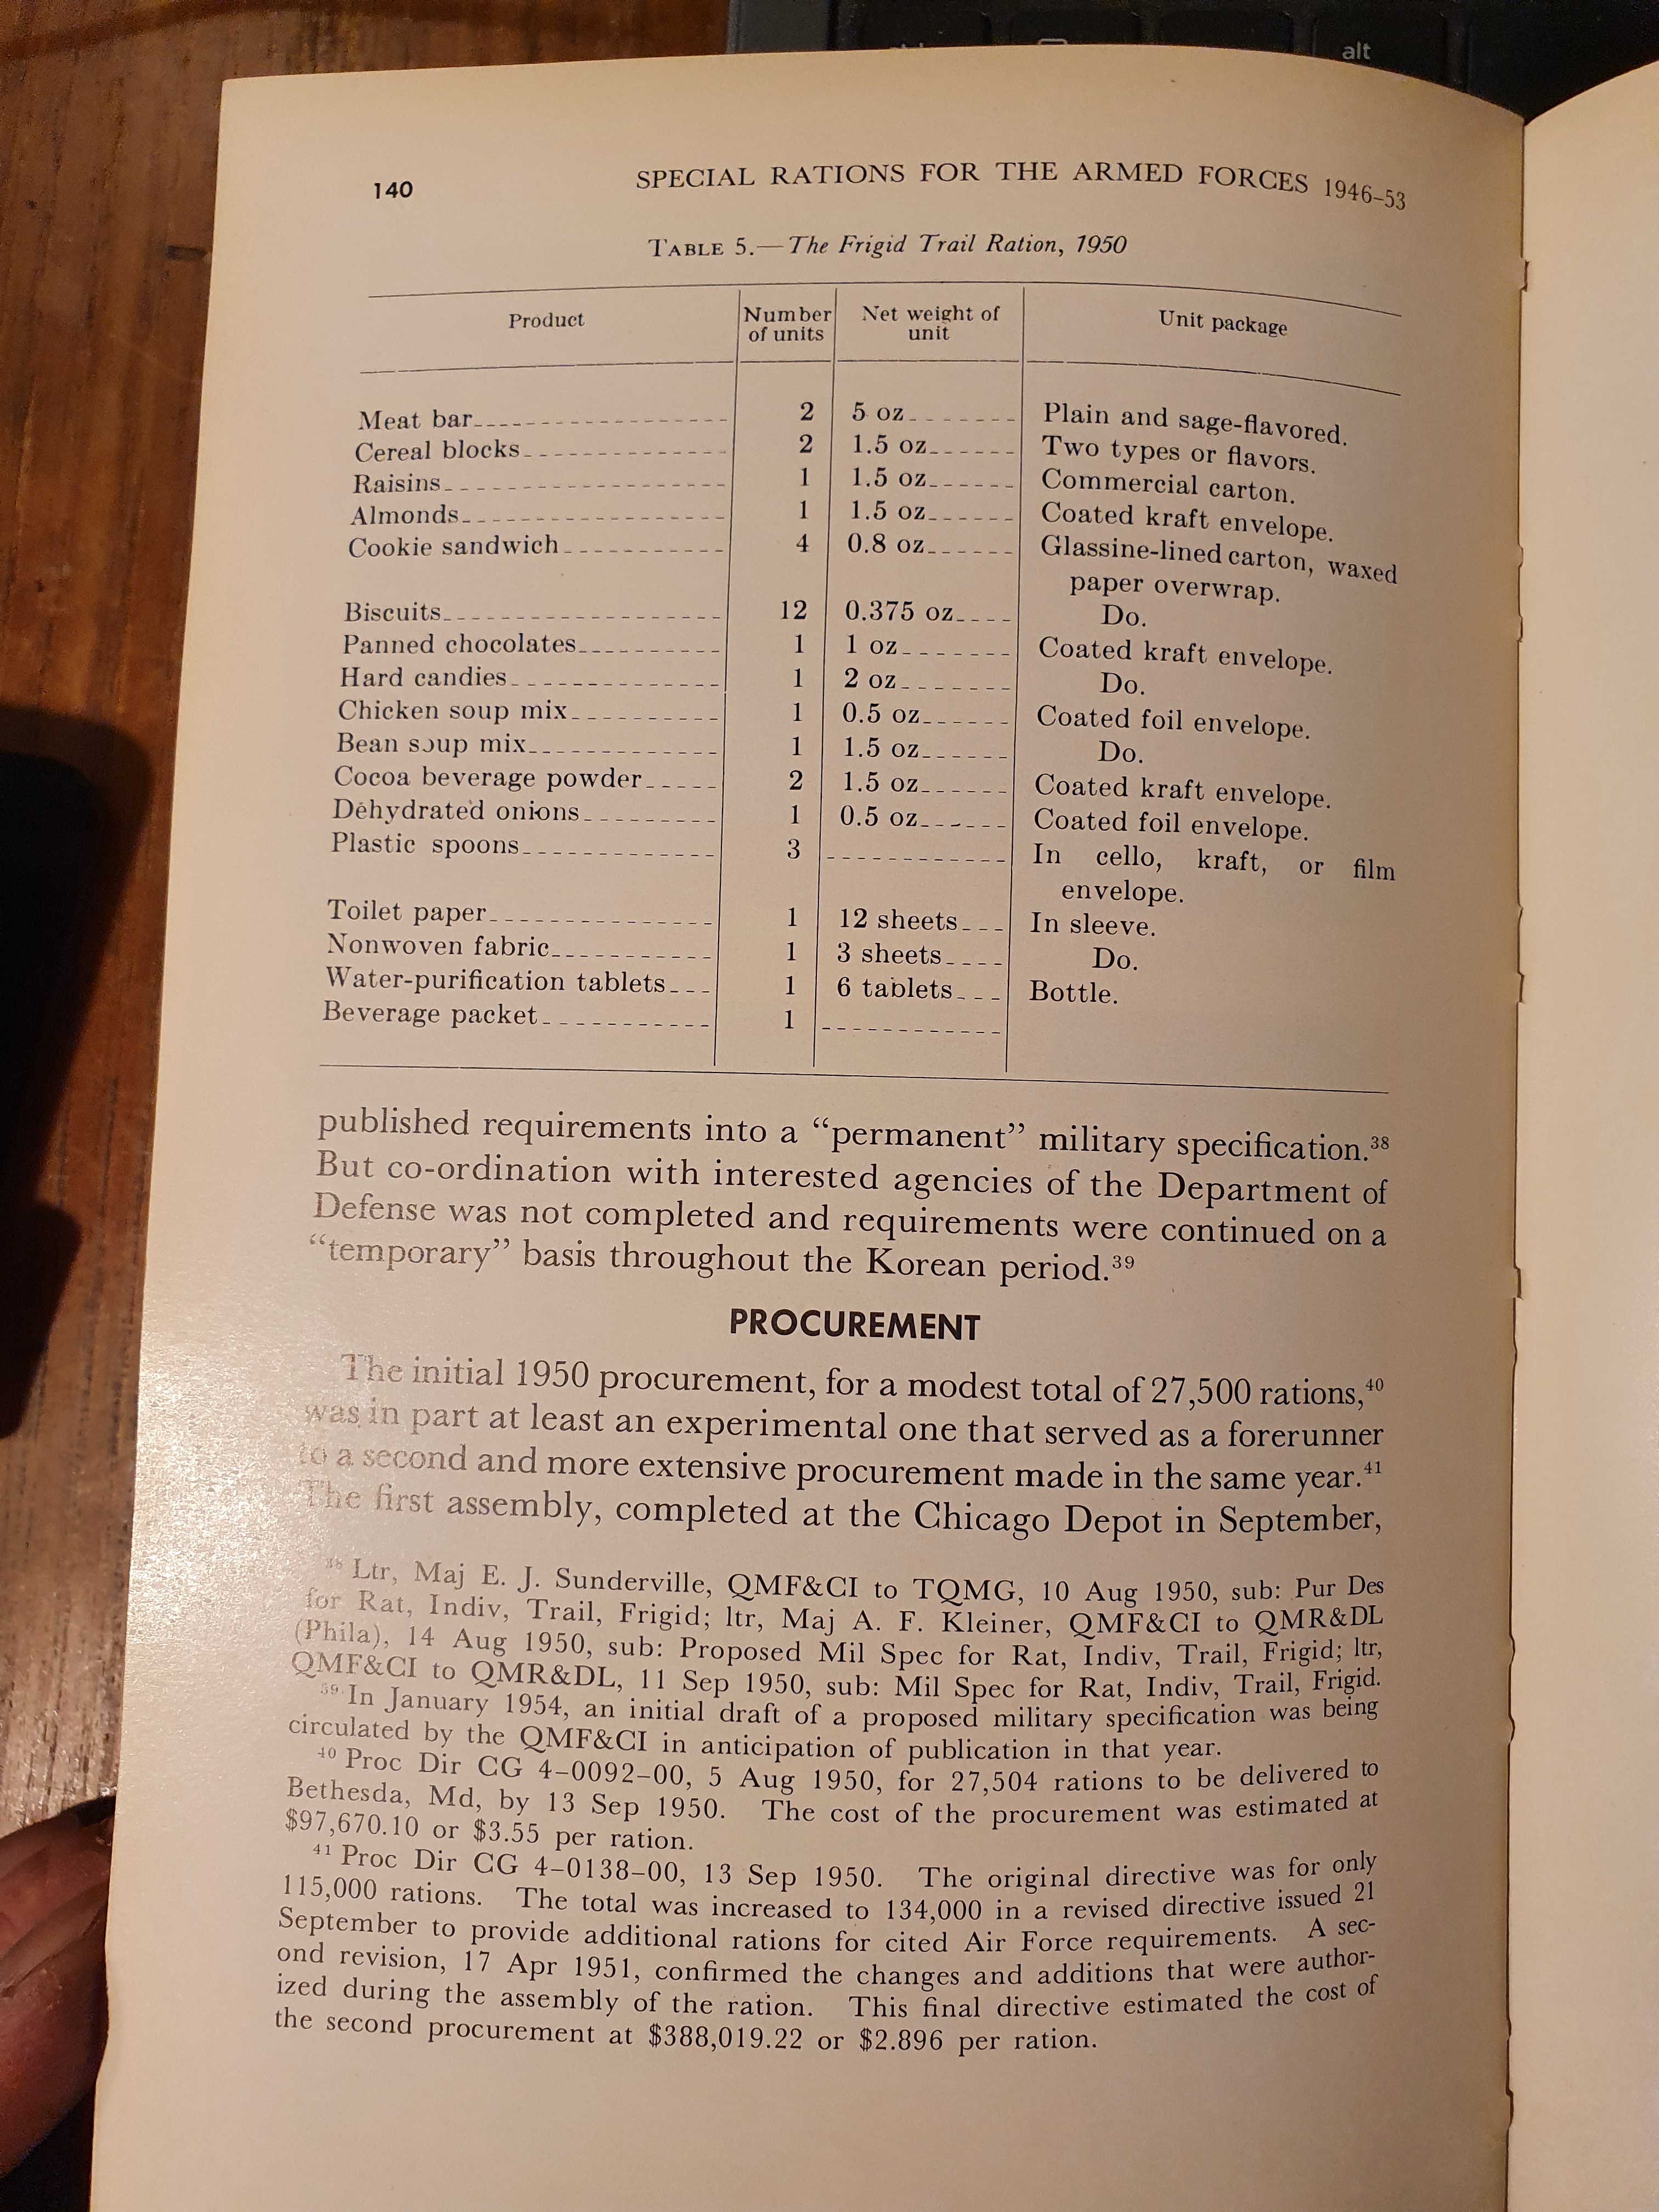 alt
140 SPECIAL RATIONS FOR THE ARMED FORCES 1946–53
TABLE 5.—The Frigid Trail Ration, 1950
Product | Number of units | Net weight of unit | Unit package
Meat bar 2 5 oz Plain and sage-flavored.
Cereal blocks 2 1.5 oz Two types or flavors.
Raisins 1 1.5 oz Commercial carton.
Almonds 1 1.5 oz Coated kraft envelope.
Cookie sandwich 4 0.8 oz Glassine-lined carton, waxed
paper overwrap.
Biscuits 12 0.375 oz Do.
Panned chocolates 1 1 oz Coated kraft envelope.
Hard candies 1 2 oz Do.
Chicken soup mix 1 0.5 oz Coated foil envelope.
Bean soup mix 1 1.5 oz Do.
Cocoa beverage powder 2 1.5 oz Coated kraft envelope.
Dehydrated onions 1 0.5 oz Coated foil envelope.
Plastic spoons 3 In cello, kraft, or film
envelope.
Toilet paper 1 12 sheets In sleeve.
Nonwoven fabric 1 3 sheets Do.
Water-purification tablets 1 6 tablets Bottle.
Beverage packet 1
published requirements into a “permanent” military specification.38
But co-ordination with interested agencies of the Department of
Defense was not completed and requirements were continued on a
“temporary” basis throughout the Korean period.39
PROCUREMENT
The initial 1950 procurement, for a modest total of 27,500 rations,40
was in part at least an experimental one that served as a forerunner
to a second and more extensive procurement made in the same year.41
The first assembly, completed at the Chicago Depot in September,
38 Ltr, Maj E. J. Sunderville, QMF&CI to TQMG, 10 Aug 1950, sub: Pur Des
for Rat, Indiv, Trail, Frigid; ltr, Maj A. F. Kleiner, QMF&CI to QMR&DL
(Phila), 14 Aug 1950, sub: Proposed Mil Spec for Rat, Indiv, Trail, Frigid; ltr,
QMF&CI to QMR&DL, 11 Sep 1950, sub: Mil Spec for Rat, Indiv, Trail, Frigid.
39 In January 1954, an initial draft of a proposed military specification was being
circulated by the QMF&CI in anticipation of publication in that year.
40 Proc Dir CG 4–0092–00, 5 Aug 1950, for 27,504 rations to be delivered to
Bethesda, Md, by 13 Sep 1950. The cost of the procurement was estimated at
$97,670.10 or $3.55 per ration.
41 Proc Dir CG 4–0138–00, 13 Sep 1950. The original directive was for only
115,000 rations. The total was increased to 134,000 in a revised directive issued 21
September to provide additional rations for cited Air Force requirements. A sec-
ond revision, 17 Apr 1951, confirmed the changes and additions that were author-
ized during the assembly of the ration. This final directive estimated the cost of
the second procurement at $388,019.22 or $2.896 per ration.